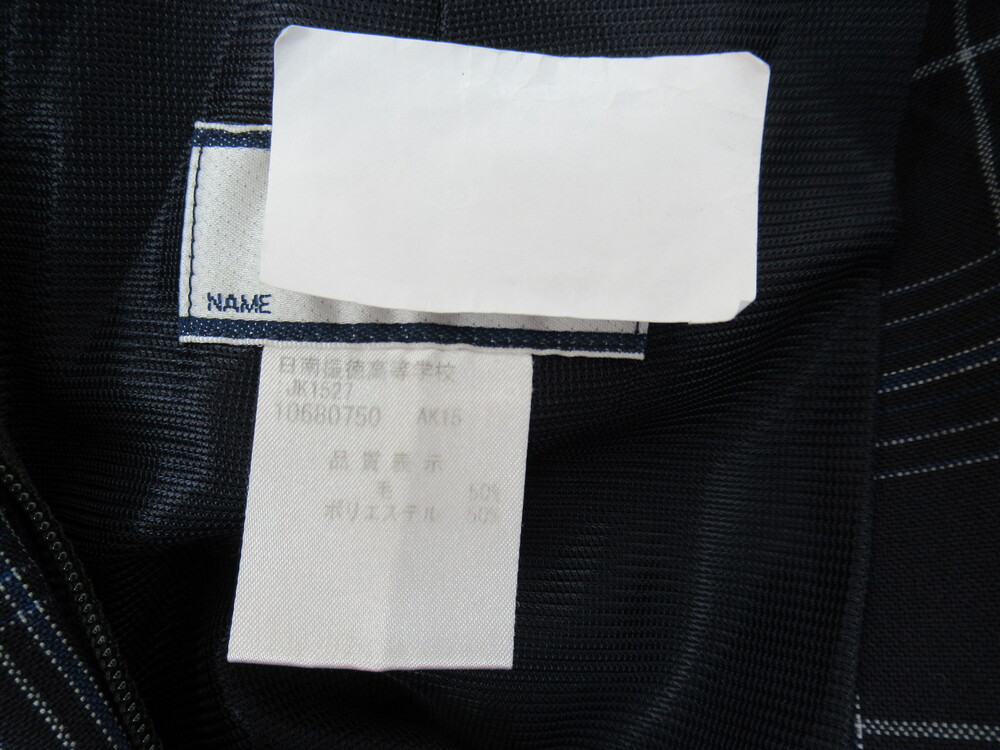 NAME
日南振徳高等学校
JK1527
10680750 AK15
品質表示
毛 50%
ポリエステル 50%